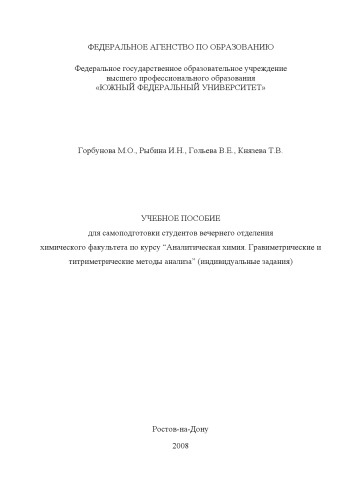 ФЕДЕРАЛЬНОЕ АГЕНСТВО ПО ОБРАЗОВАНИЮ
Федеральное государственное образовательное учреждение
высшего профессионального образования
«ЮЖНЫЙ ФЕДЕРАЛЬНЫЙ УНИВЕРСИТЕТ»
Горбунова М.О., Рыбина И.Н., Гольева В.Е., Князева Т.В.
УЧЕБНОЕ ПОСОБИЕ
для самоподготовки студентов вечернего отделения
химического факультета по курсу “Аналитическая химия. Гравиметрические и
титриметрические методы анализа” (индивидуальные задания)
Ростов-на-Дону
2008